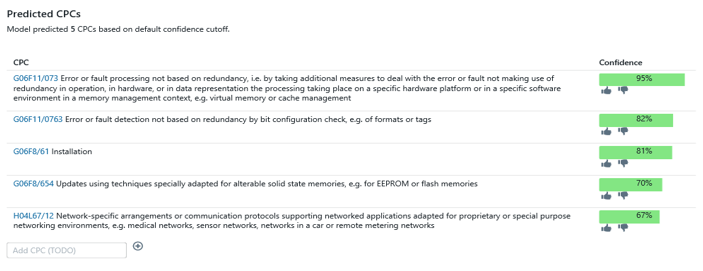 Predicted CPCs
Model predicted 5 CPCs based on default confidence cutoff.
CPC Confidence
G06F11/073 Error or fault processing not based on redundancy, i.e. by taking additional measures to deal with the error or fault not making use of 95%
redundancy in operation, in hardware, or in data representation the processing taking place on a specific hardware platform or in a specific software
environment in a memory management context, e.g. virtual memory or cache management
G06F11/0763 Error or fault detection not based on redundancy by bit configuration check, e.g. of formats or tags 82%
G06F8/61 Installation 81%
G06F8/654 Updates using techniques specially adapted for alterable solid state memories, e.g. for EEPROM or flash memories 70%
H04L67/12 Network-specific arrangements or communication protocols supporting networked applications adapted for proprietary or special purpose 67%
networking environments, e.g. medical networks, sensor networks, networks in a car or remote metering networks
Add CPC (TODO)